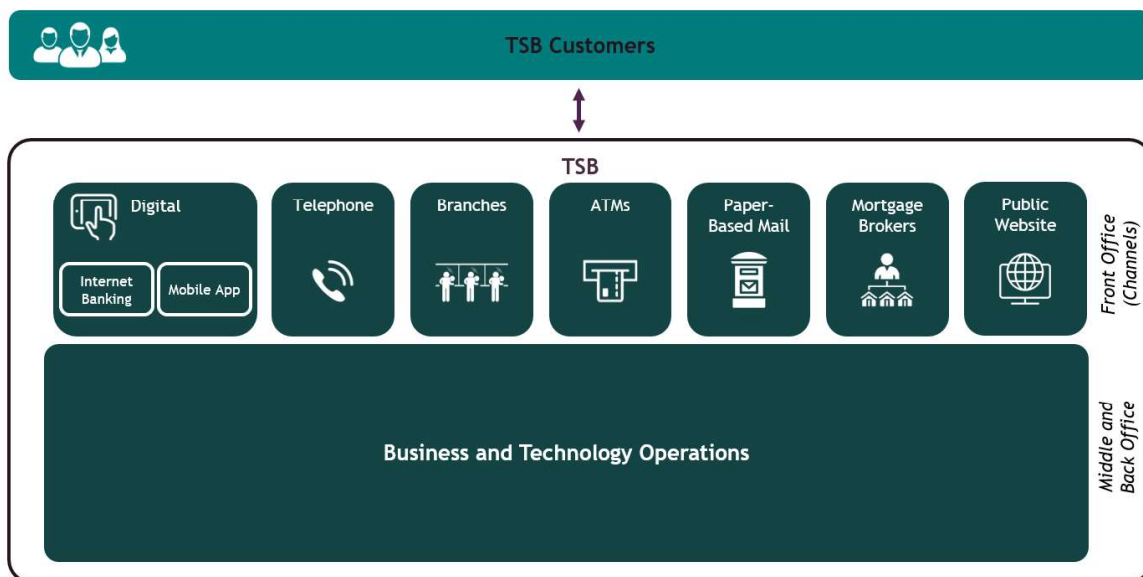 TSB Customers
TSB
Digital
Internet
Banking
Mobile App
Telephone
Branches
ATMs
Paper-
Based Mail
Mortgage
Brokers
Public
Website
Front Office
(Channels)
Business and Technology Operations
Middle and
Back Office